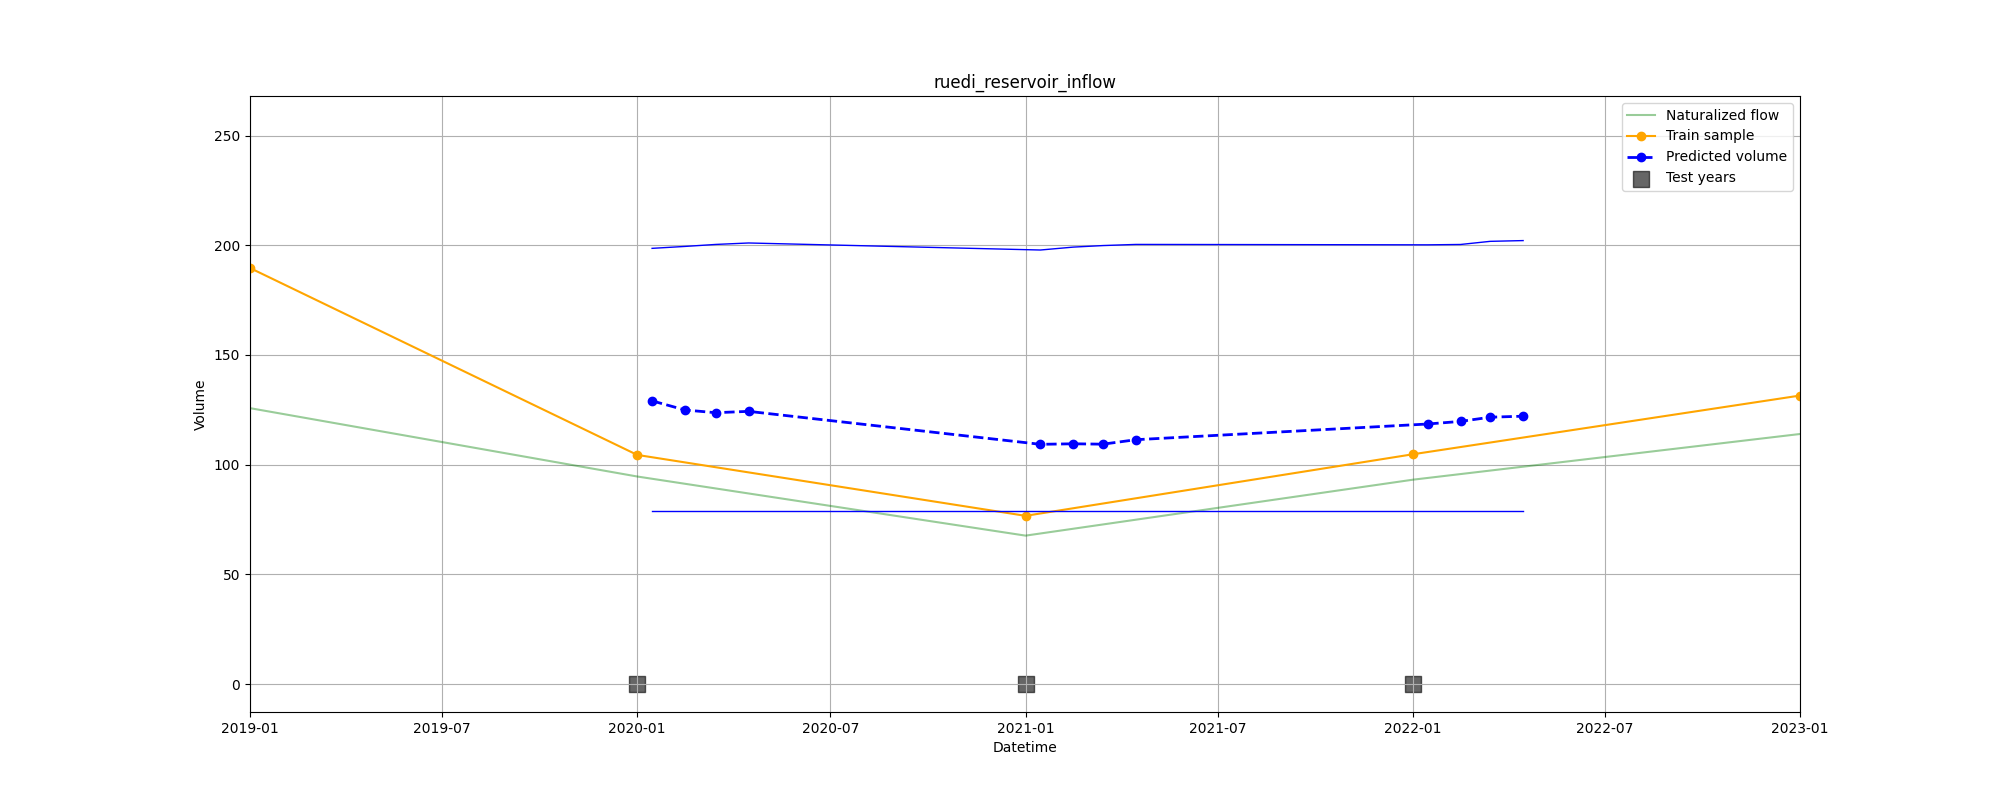 ruedi_reservoir_inflow
Naturalized flow
Train sample
Predicted volume
Test years
250
200
150
100
50
0
Volume
2019-01 2019-07 2020-01 2020-07 2021-01 2021-07 2022-01 2022-07 2023-01
Datetime